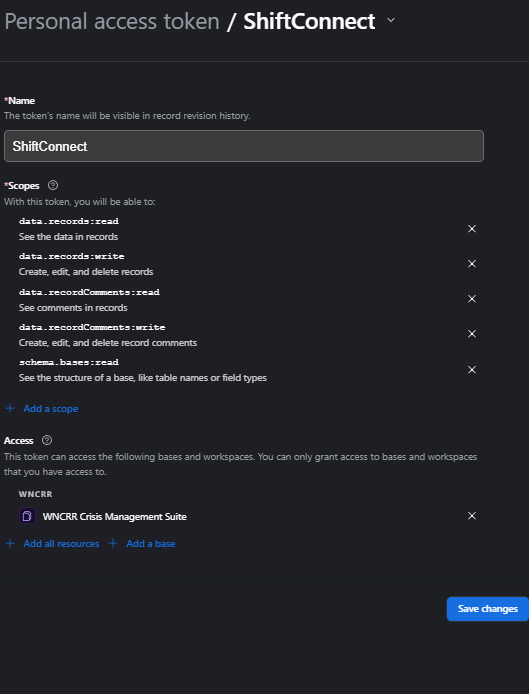 Personal access token / ShiftConnect
*Name
The token's name will be visible in record revision history.
ShiftConnect
*Scopes
With this token, you will be able to:
data.records:read
See the data in records
data.records:write
Create, edit, and delete records
data.recordComments:read
See comments in records
data.recordComments:write
Create, edit, and delete record comments
schema.bases:read
See the structure of a base, like table names or field types
+ Add a scope
Access
This token can access the following bases and workspaces. You can only grant access to bases and workspaces
that you have access to.
WNCRR
WNCRR Crisis Management Suite
+ Add all resources + Add a base
Save changes